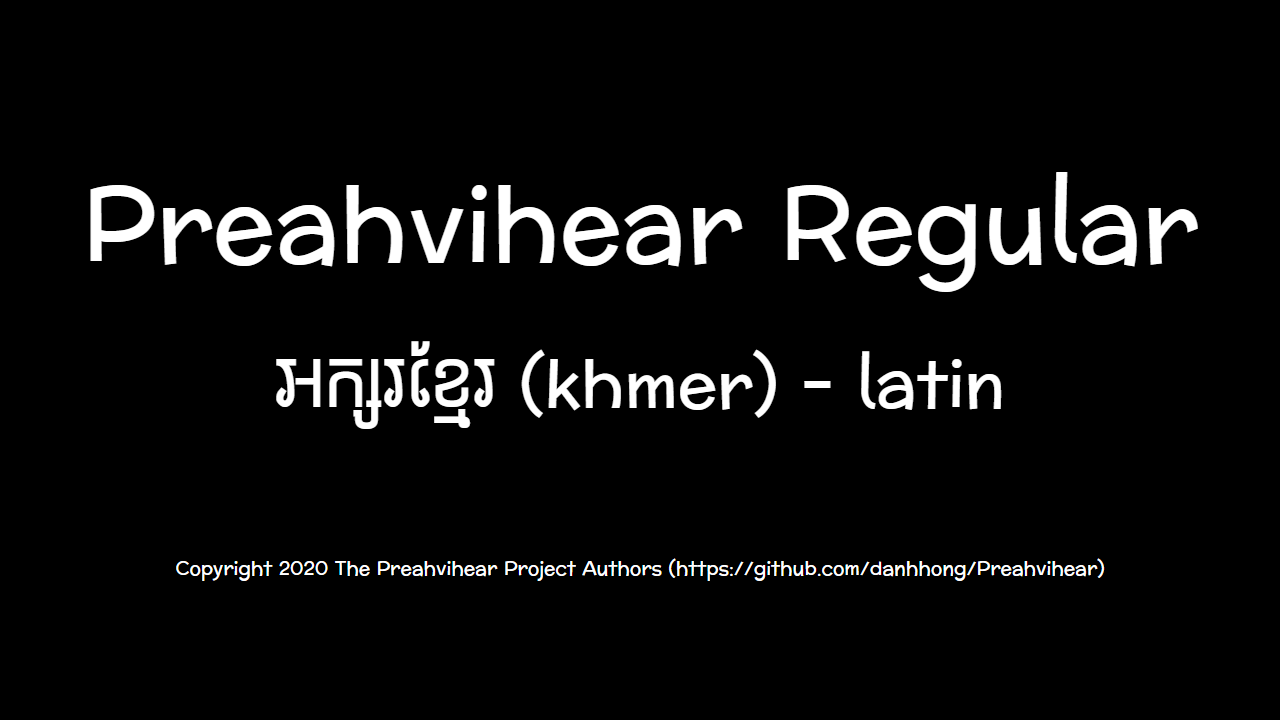 Preahvihear Regular
អក្សរខ្មែរ (khmer) - latin
Copyright 2020 The Preahvihear Project Authors (https://github.com/danhhong/Preahvihear)